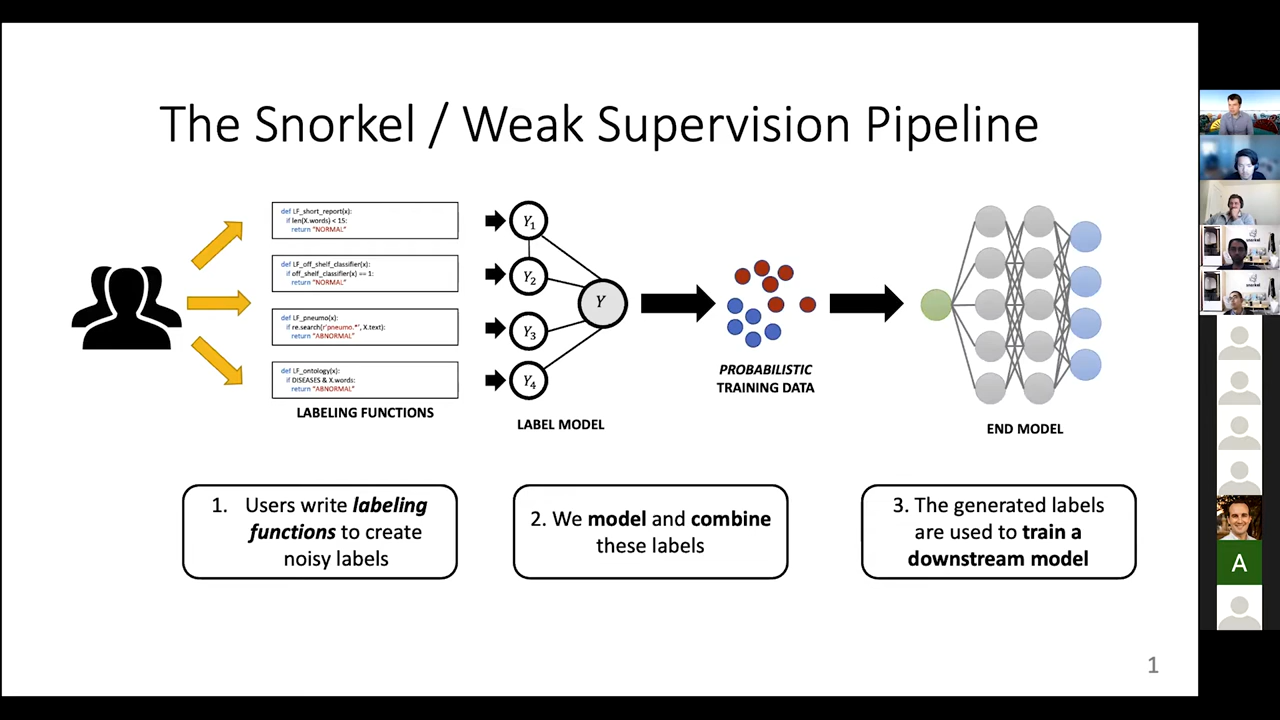 The Snorkel / Weak Supervision Pipeline
def LF_short_report(x):
if len(X.words) < 15:
return "NORMAL"
def LF_off_shelf_classifier(x):
if off_shelf_classifier(x) == 1:
return "NORMAL"
def LF_pneumo(x):
if re.search(r'pneumo.*', X.text):
return "ABNORMAL"
def LF_ontology(x):
if DISEASES & X.words:
return "ABNORMAL"
LABELING FUNCTIONS
Y1
Y2
Y3
Y4
Y
LABEL MODEL
PROBABILISTIC
TRAINING DATA
END MODEL
1. Users write labeling
functions to create
noisy labels
2. We model and combine
these labels
3. The generated labels
are used to train a
downstream model
1
snorkel
snorkel
A